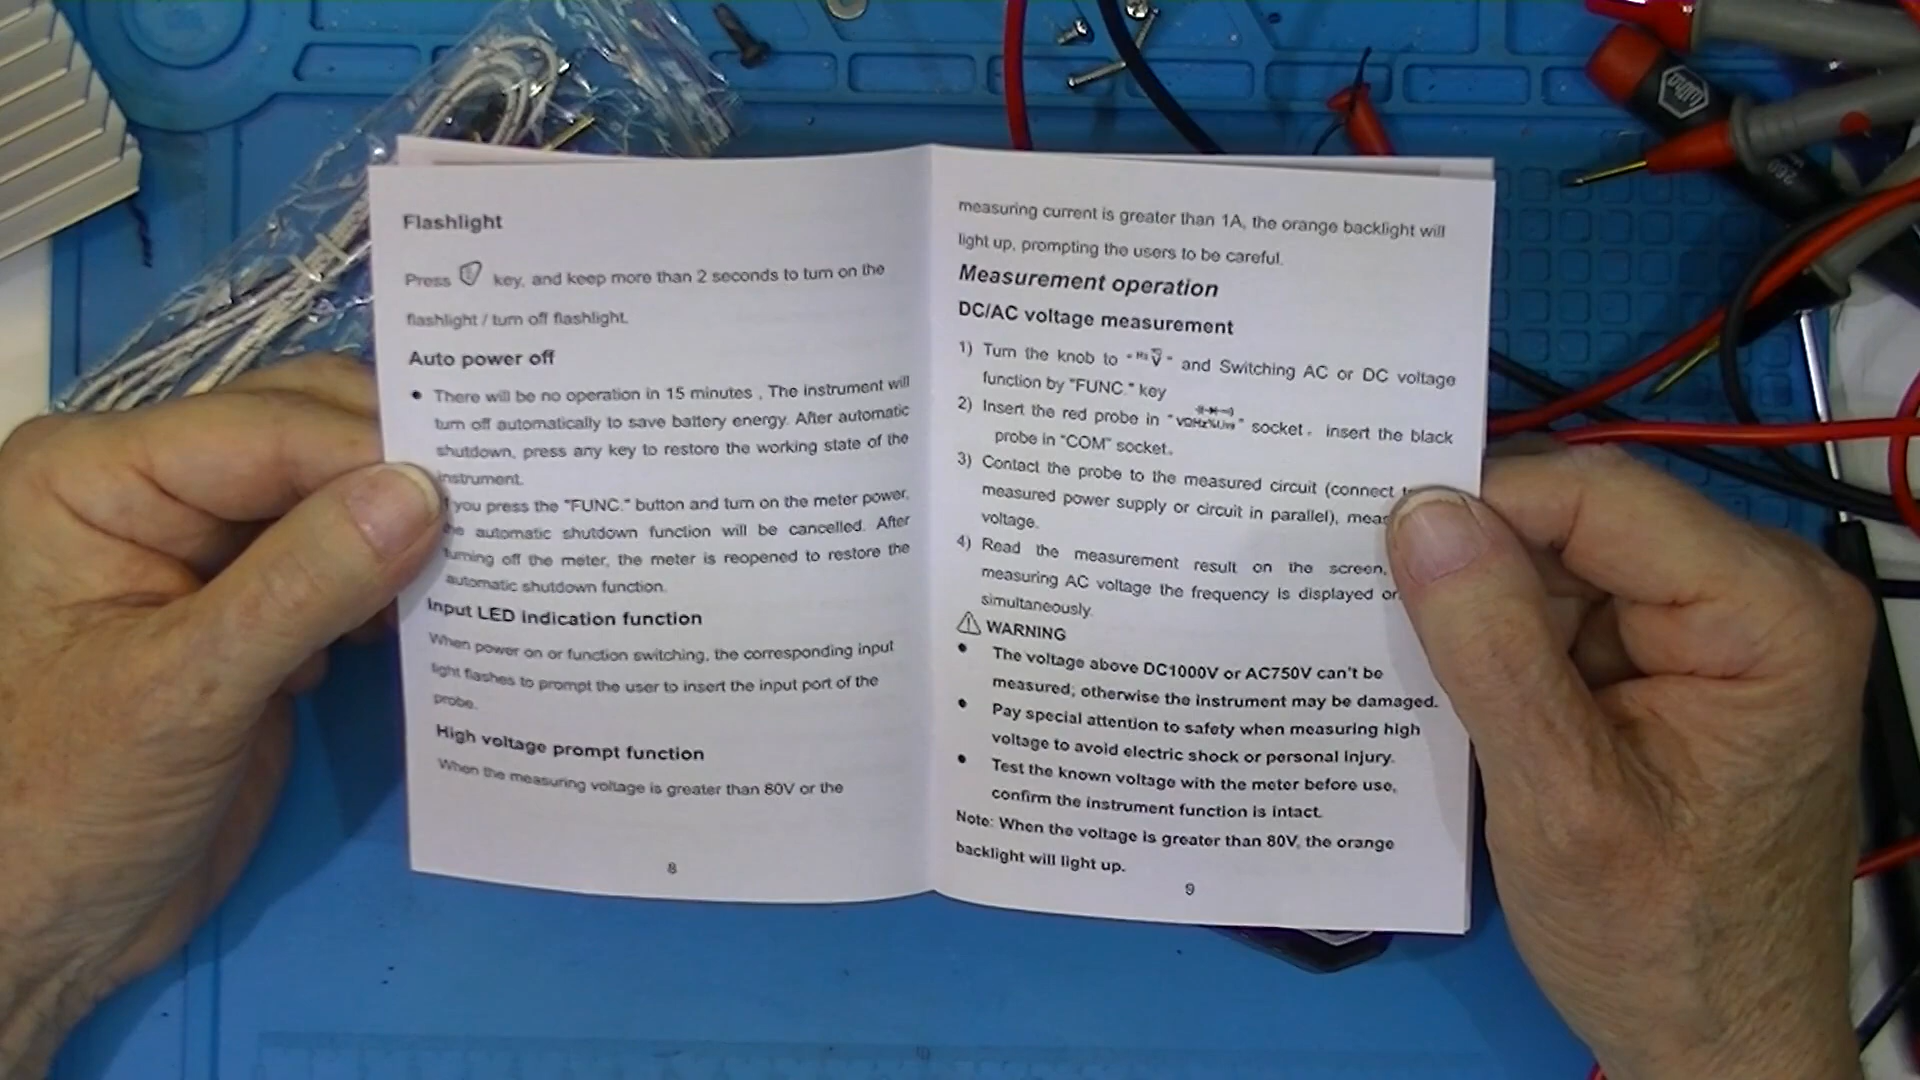 Flashlight
Press key, and keep more than 2 seconds to turn on the
flashlight / turn off flashlight.
Auto power off
● There will be no operation in 15 minutes . The instrument will
turn off automatically to save battery energy. After automatic
shutdown, press any key to restore the working state of the
instrument.
you press the "FUNC." button and turn on the meter power,
automatic shutdown function will be cancelled. After
turning off the meter, the meter is reopened to restore the
automatic shutdown function.
Input LED indication function
When power on or function switching, the corresponding input
light flashes to prompt the user to insert the input port of the
probe.
High voltage prompt function
When the measuring voltage is greater than 80V or the
8
measuring current is greater than 1A, the orange backlight will
light up, prompting the users to be careful.
Measurement operation
DC/AC voltage measurement
1) Turn the knob to " Hz V " and Switching AC or DC voltage
function by "FUNC." key
2) Insert the red probe in " " socket, insert the black
probe in "COM" socket.
3) Contact the probe to the measured circuit (connect
measured power supply or circuit in parallel),
voltage.
4) Read the measurement result on the screen,
measuring AC voltage the frequency is displayed
simultaneously.
WARNING
● The voltage above DC1000V or AC750V can't be
measured, otherwise the instrument may be damaged.
● Pay special attention to safety when measuring high
voltage to avoid electric shock or personal injury.
● Test the known voltage with the meter before use,
confirm the instrument function is intact.
Note: When the voltage is greater than 80V, the orange
backlight will light up.
9